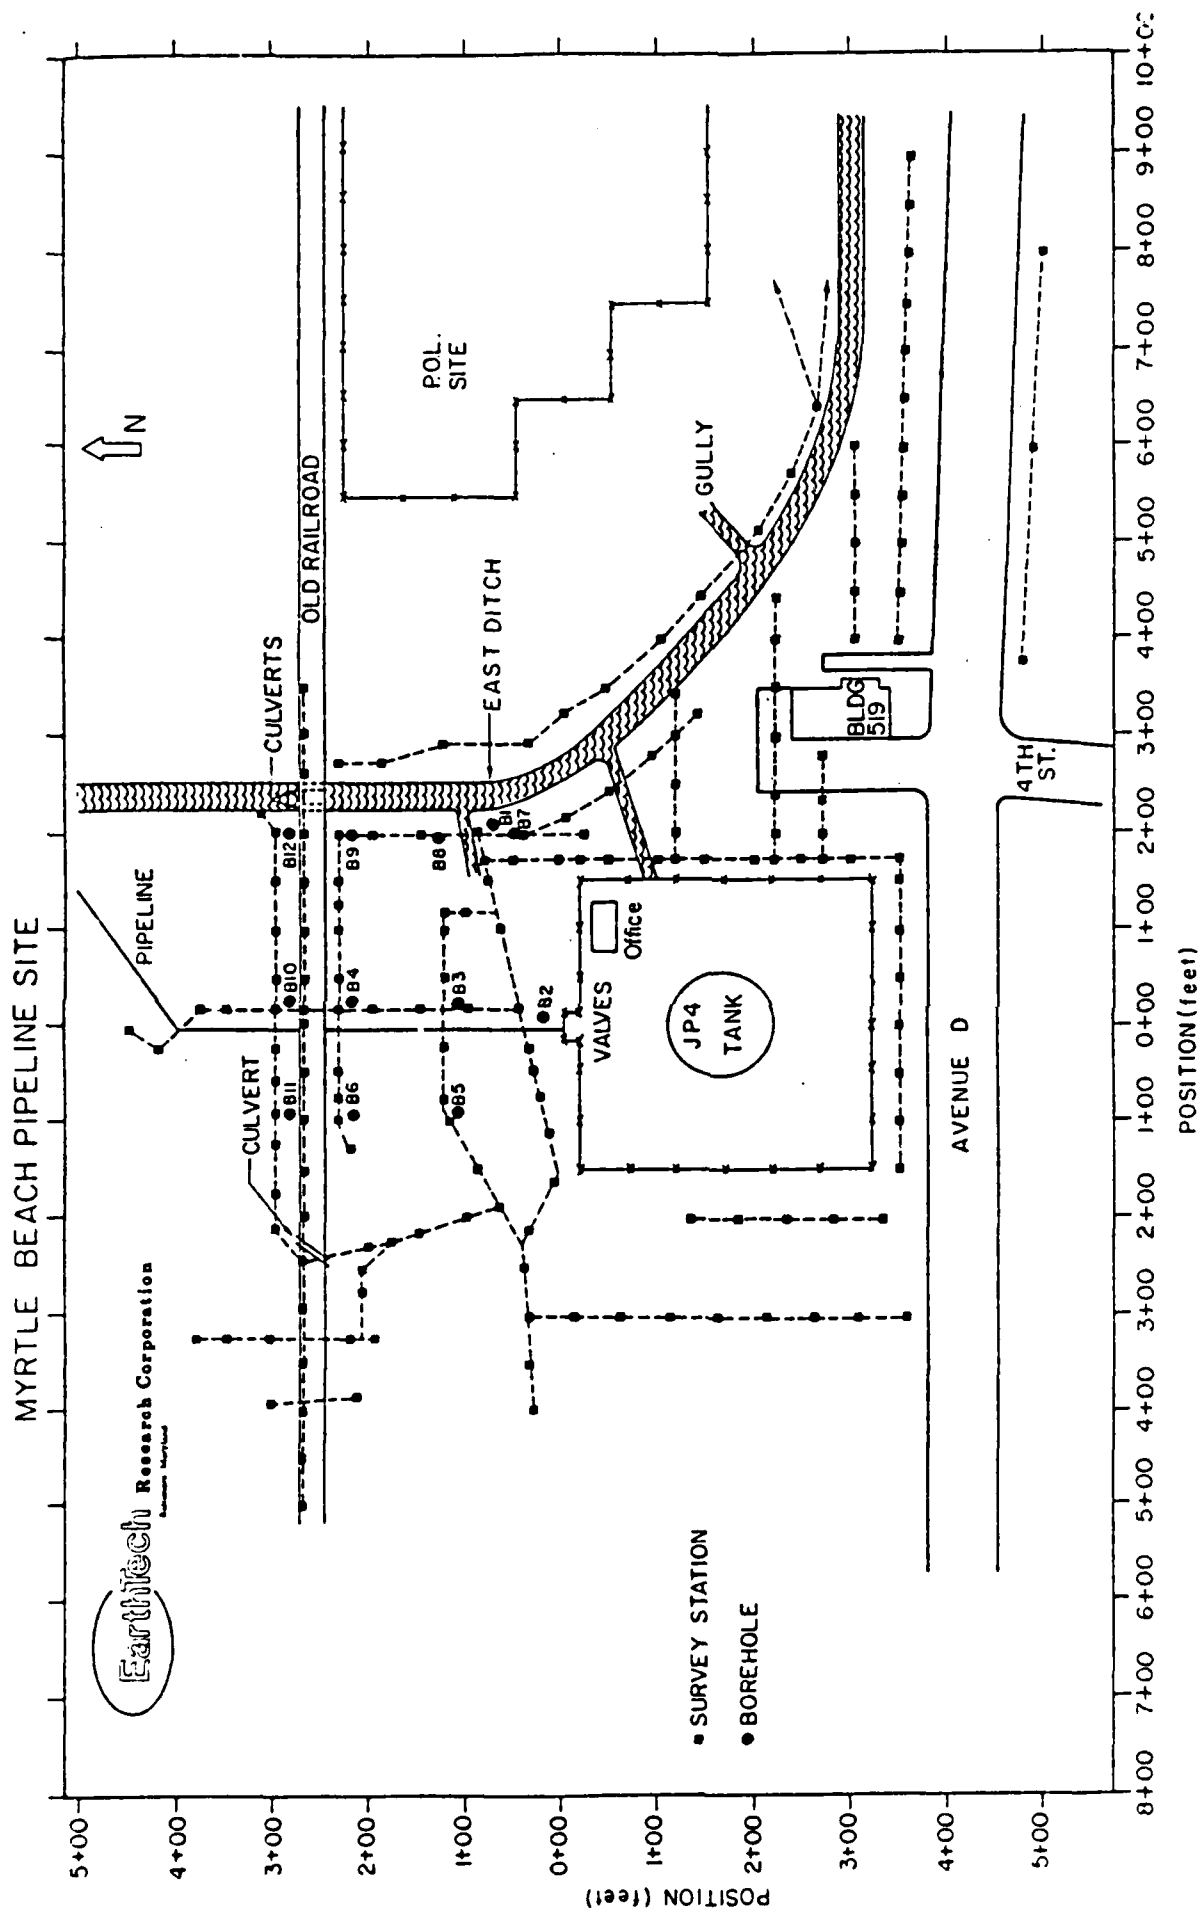 MYRTLE BEACH PIPELINE SITE
EarthTech Research Corporation
PIPELINE
N
CULVERT
CULVERTS
OLD RAILROAD
P.O.L.
SITE
EAST DITCH
GULLY
B11
B10
B12
B6
B4
B9
B5
B3
B8
B2
B1
B7
VALVES
Office
JP4
TANK
BLDG
519
4TH
ST.
AVENUE D
SURVEY STATION
BOREHOLE
POSITION (feet)
5+00
4+00
3+00
2+00
1+00
0+00
1+00
2+00
3+00
4+00
5+00
8+00 7+00 6+00 5+00 4+00 3+00 2+00 1+00 0+00 1+00 2+00 3+00 4+00 5+00 6+00 7+00 8+00 9+00 10+00
POSITION (feet)